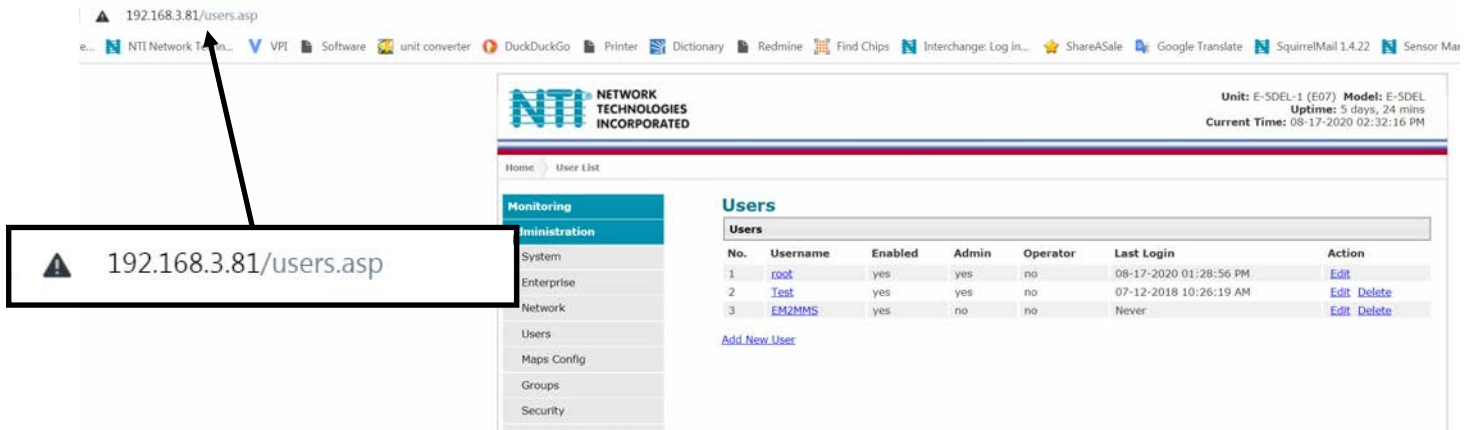 192.168.3.81/users.asp
e... NTI Network Techn... VPI Software unit converter DuckDuckGo Printer Dictionary Redmine Find Chips Interchange: Log in... ShareASale Google Translate SquirrelMail 1.4.22 Sensor Man
NTI NETWORK
TECHNOLOGIES
INCORPORATED
Unit: E-5DEL-1 (E07) Model: E-5DEL
Uptime: 5 days, 24 mins
Current Time: 08-17-2020 02:32:16 PM
Home User List
Monitoring
dministration
System
Enterprise
Network
Users
Maps Config
Groups
Security
192.168.3.81/users.asp
Users
Users
No. Username Enabled Admin Operator Last Login Action
1 root yes yes no 08-17-2020 01:28:56 PM Edit
2 Test yes yes no 07-12-2018 10:26:19 AM Edit Delete
3 EM2MMS yes no no Never Edit Delete
Add New User